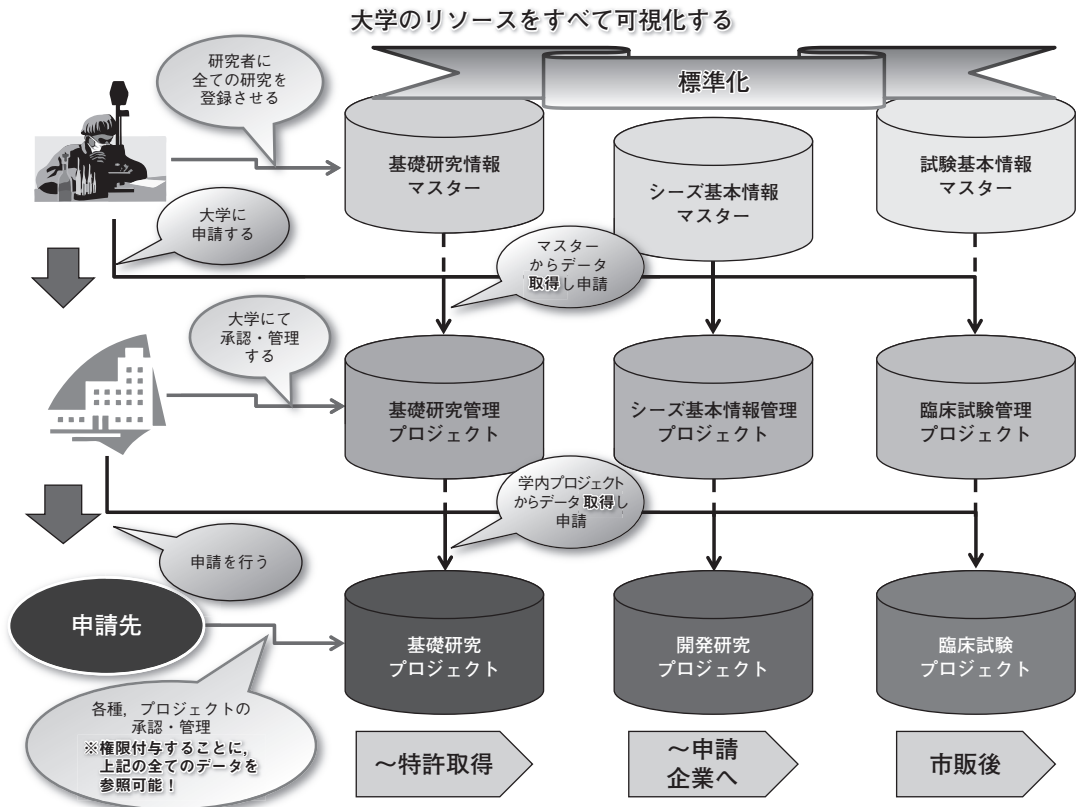 大学のリソースをすべて可視化する
研究者に
全ての研究を
登録させる
標準化
基礎研究情報
マスター
シーズ基本情報
マスター
試験基本情報
マスター
大学に
申請する
マスター
からデータ
取得し申請
大学にて
承認・管理
する
基礎研究管理
プロジェクト
シーズ基本情報管理
プロジェクト
臨床試験管理
プロジェクト
学内プロジェクト
からデータ取得し
申請
申請を行う
申請先
基礎研究
プロジェクト
開発研究
プロジェクト
臨床試験
プロジェクト
各種，プロジェクトの
承認・管理
※権限付与することに，
上記の全てのデータを
参照可能！
〜特許取得
〜申請
企業へ
市販後